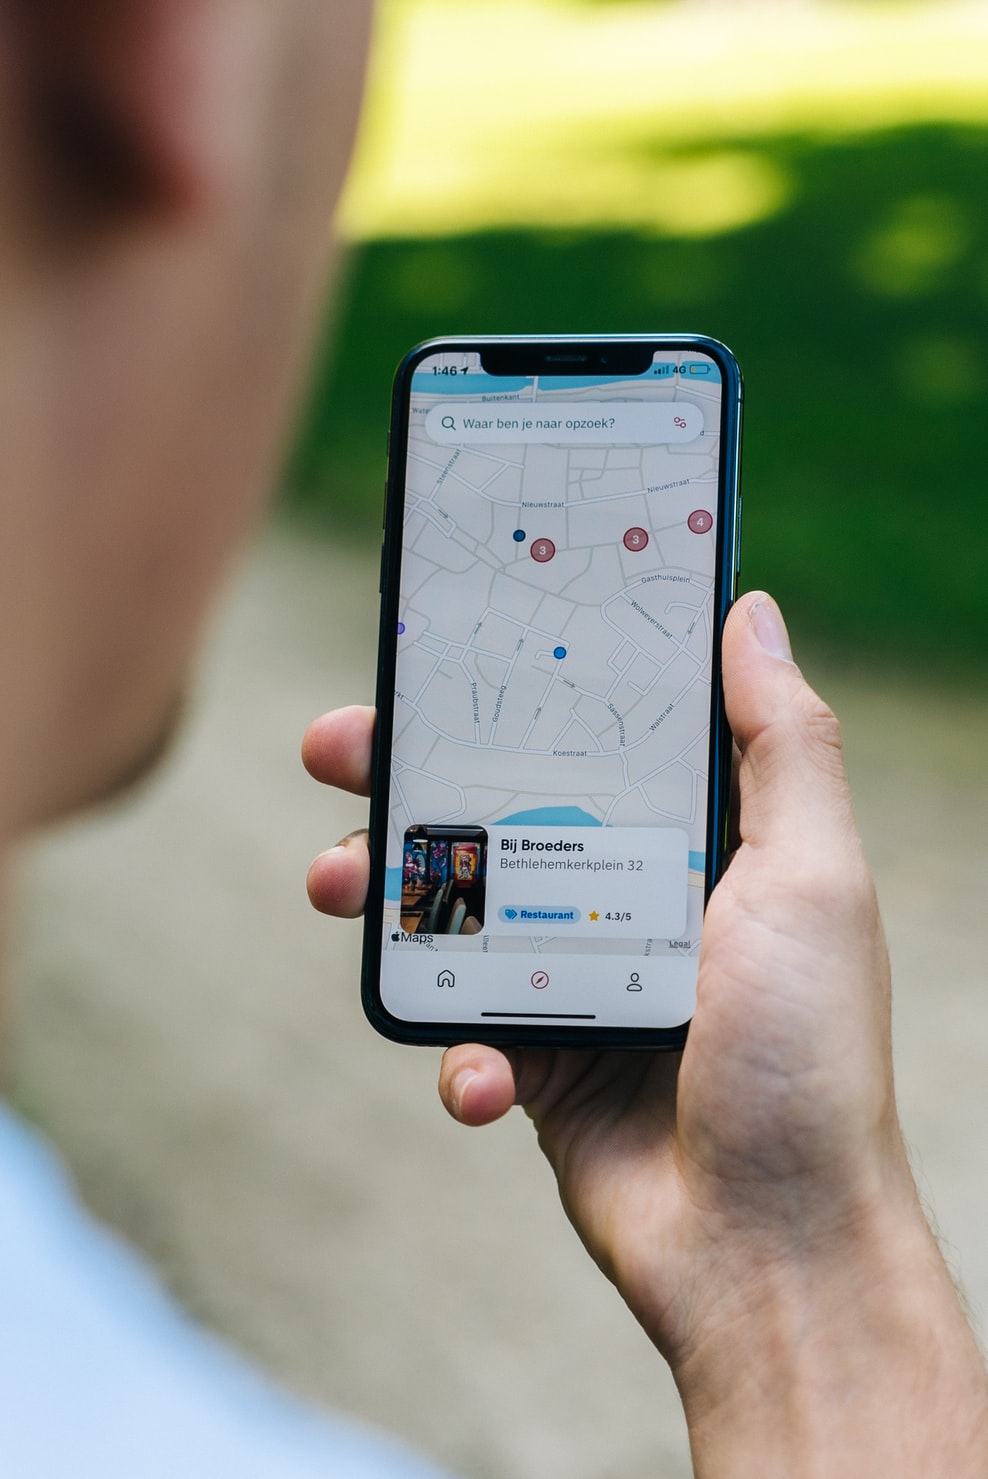 1:46
4G
Buitenkant
Waar ben je naar opzoek?
Steenstraat
Nieuwstraat
Nieuwstraat
4
3
3
Gasthuisplein
Wolweverstraat
Praubstraat
Goudsteeg
Sassenstraat
Walstraat
Koestraat
Bij Broeders
Bethlehemkerkplein 32
Restaurant
4.3/5
Maps
Legal